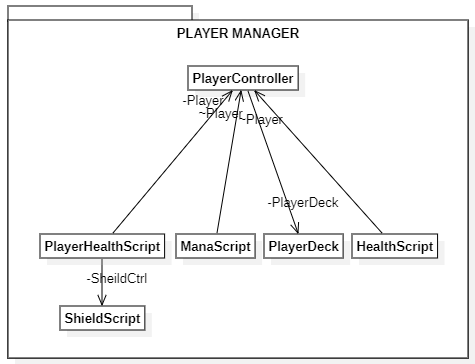 PLAYER MANAGER
PlayerController
-Player
~Player
~Player
-PlayerDeck
PlayerHealthScript
ManaScript
PlayerDeck
HealthScript
-SheildCtrl
ShieldScript